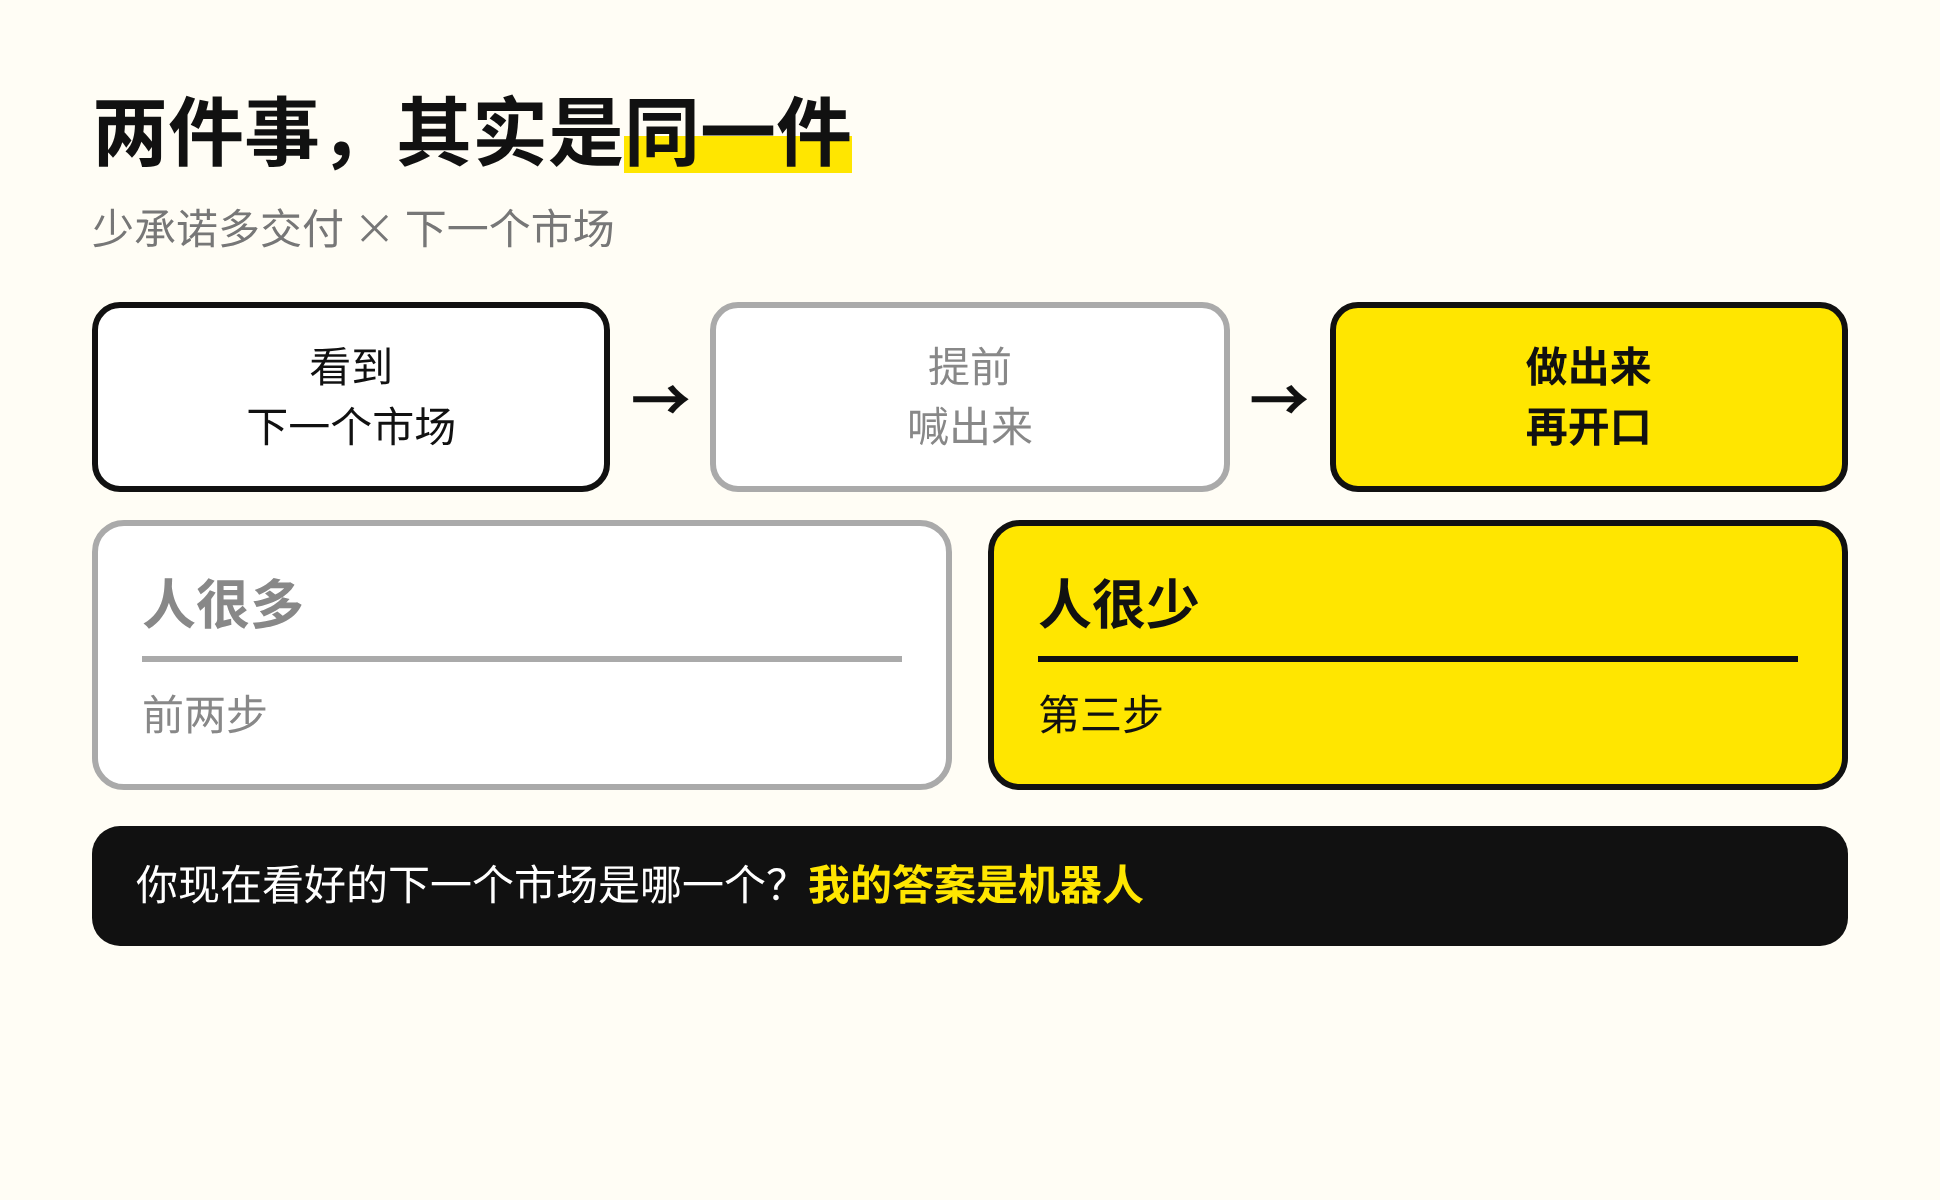 两件事，其实是同一件
少承诺多交付 × 下一个市场
看到
下一个市场
→
提前
喊出来
→
做出来
再开口
人很多
前两步
人很少
第三步
你现在看好的下一个市场是哪一个？我的答案是机器人